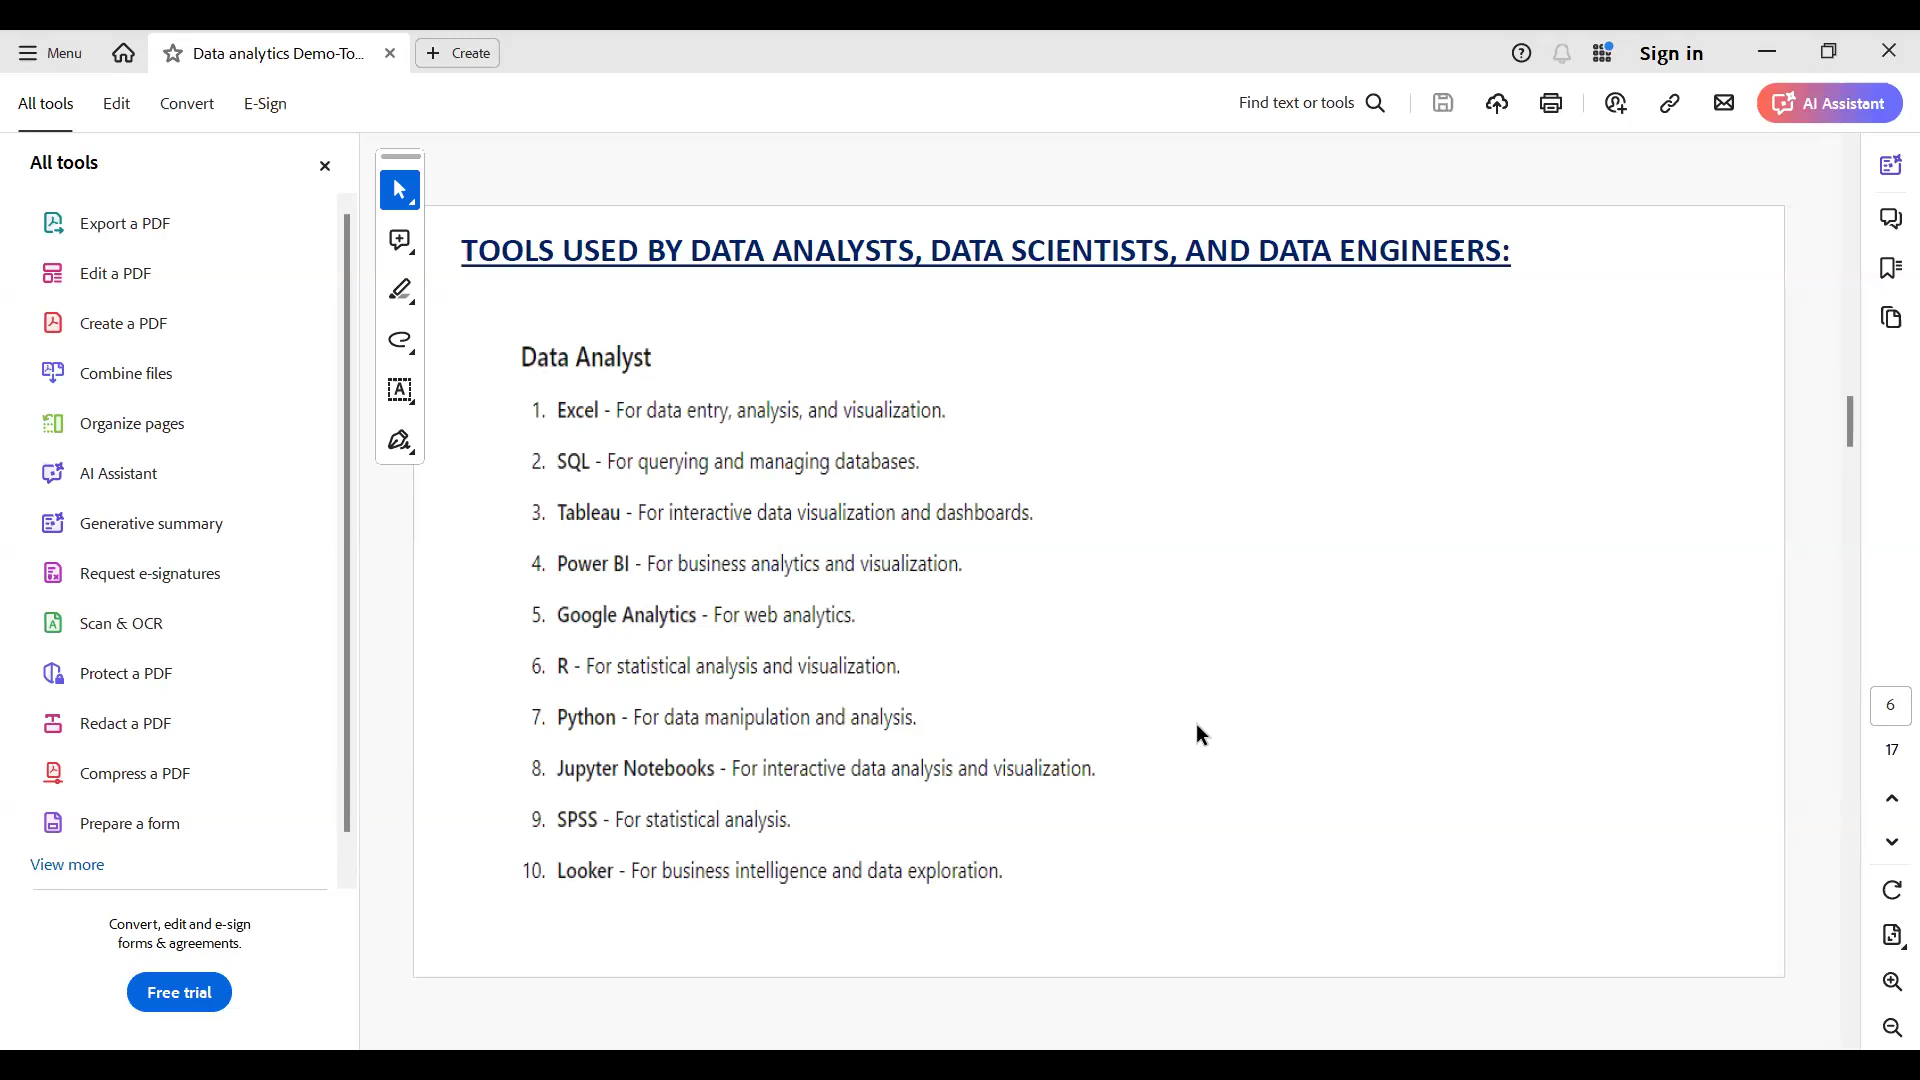 Menu
Data analytics Demo-To...
Create
Sign in
All tools
Edit
Convert
E-Sign
Find text or tools
AI Assistant
All tools
Export a PDF
Edit a PDF
Create a PDF
Combine files
Organize pages
AI Assistant
Generative summary
Request e-signatures
Scan & OCR
Protect a PDF
Redact a PDF
Compress a PDF
Prepare a form
View more
Convert, edit and e-sign
forms & agreements.
Free trial
TOOLS USED BY DATA ANALYSTS, DATA SCIENTISTS, AND DATA ENGINEERS:
Data Analyst
1. Excel - For data entry, analysis, and visualization.
2. SQL - For querying and managing databases.
3. Tableau - For interactive data visualization and dashboards.
4. Power BI - For business analytics and visualization.
5. Google Analytics - For web analytics.
6. R - For statistical analysis and visualization.
7. Python - For data manipulation and analysis.
8. Jupyter Notebooks - For interactive data analysis and visualization.
9. SPSS - For statistical analysis.
10. Looker - For business intelligence and data exploration.
6
17